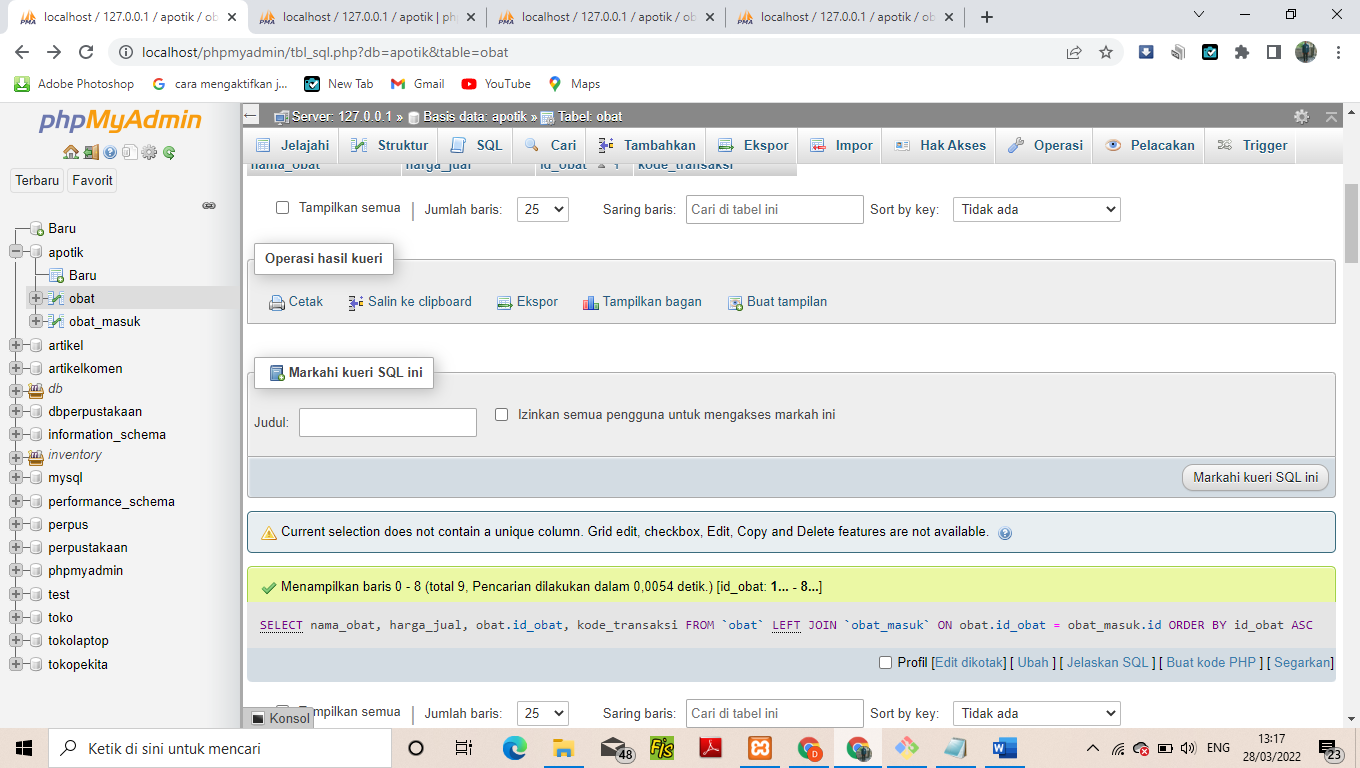 localhost / 127.0.0.1 / apotik / oba
localhost / 127.0.0.1 / apotik | php
localhost / 127.0.0.1 / apotik / ob
localhost / 127.0.0.1 / apotik / ob
localhost/phpmyadmin/tbl_sql.php?db=apotik&table=obat
Adobe Photoshop
cara mengaktifkan j...
New Tab
Gmail
YouTube
Maps
phpMyAdmin
Terbaru Favorit
Baru
apotik
Baru
obat
obat_masuk
artikel
artikelkomen
db
dbperpustakaan
information_schema
inventory
mysql
performance_schema
perpus
perpustakaan
phpmyadmin
test
toko
tokolaptop
tokopekita
Server: 127.0.0.1 » Basis data: apotik » Tabel: obat
Jelajahi Struktur SQL Cari Tambahkan Ekspor Impor Hak Akses Operasi Pelacakan Trigger
nama_obat harga_jual id_obat 1 kode_transaksi
Tampilkan semua | Jumlah baris: 25 Saring baris: Cari di tabel ini Sort by key: Tidak ada
Operasi hasil kueri
Cetak Salin ke clipboard Ekspor Tampilkan bagan Buat tampilan
Markahi kueri SQL ini
Judul: Izinkan semua pengguna untuk mengakses markah ini
Markahi kueri SQL ini
Current selection does not contain a unique column. Grid edit, checkbox, Edit, Copy and Delete features are not available.
Menampilkan baris 0 - 8 (total 9, Pencarian dilakukan dalam 0,0054 detik.) [id_obat: 1... - 8...]
SELECT nama_obat, harga_jual, obat.id_obat, kode_transaksi FROM `obat` LEFT JOIN `obat_masuk` ON obat.id_obat = obat_masuk.id ORDER BY id_obat ASC
Profil [Edit dikotak] [ Ubah ] [ Jelaskan SQL ] [ Buat kode PHP ] [ Segarkan]
Tampilkan semua | Jumlah baris: 25 Saring baris: Cari di tabel ini Sort by key: Tidak ada
Konsol
Ketik di sini untuk mencari
48
Fjs
ENG
13:17
28/03/2022
23